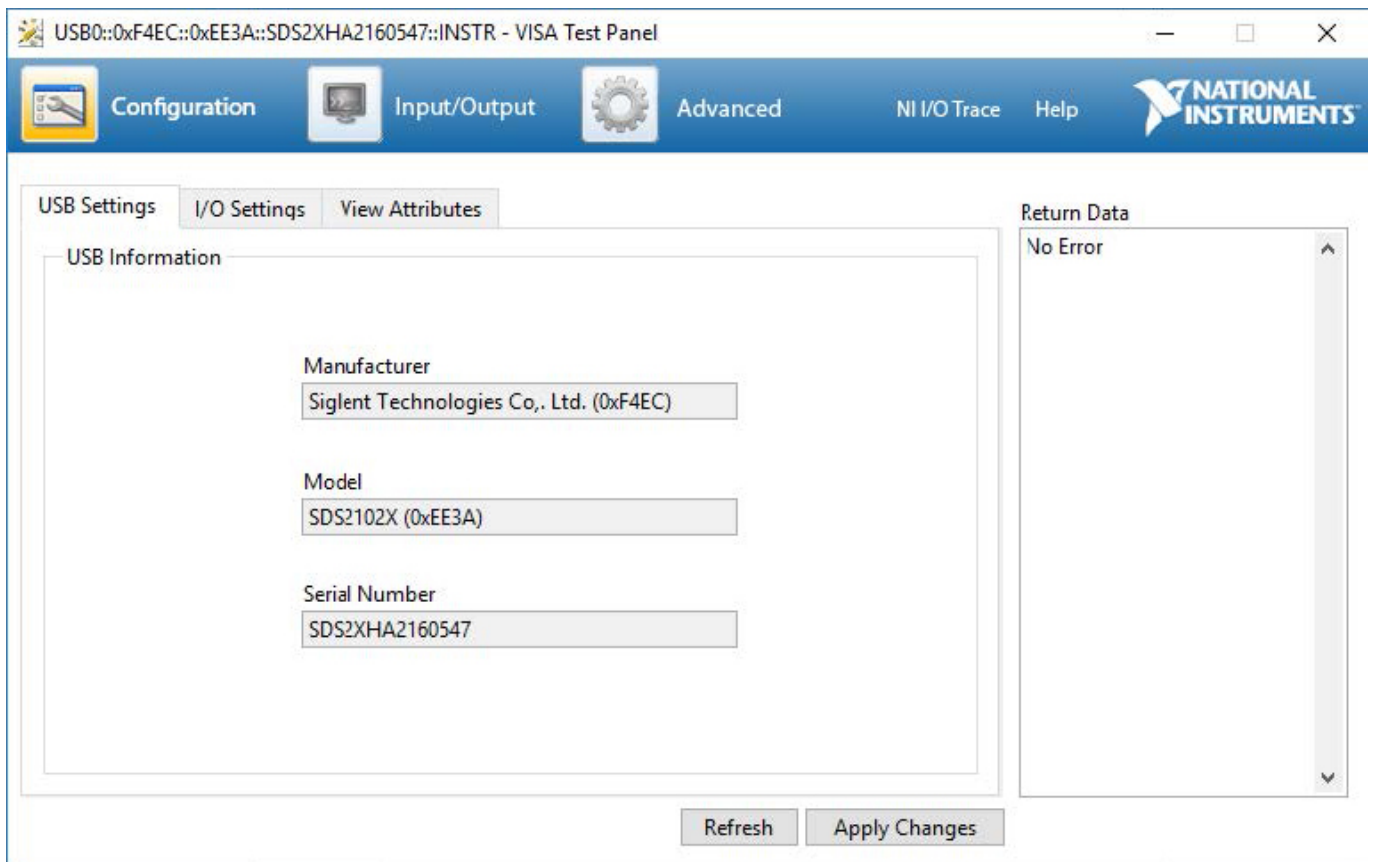 USB0::0xF4EC::0xEE3A::SDS2XHA2160547::INSTR - VISA Test Panel
Configuration Input/Output Advanced NI I/O Trace Help NATIONAL INSTRUMENTS
USB Settings I/O Settings View Attributes
Return Data
No Error
USB Information
Manufacturer
Siglent Technologies Co,. Ltd. (0xF4EC)
Model
SDS2102X (0xEE3A)
Serial Number
SDS2XHA2160547
Refresh Apply Changes